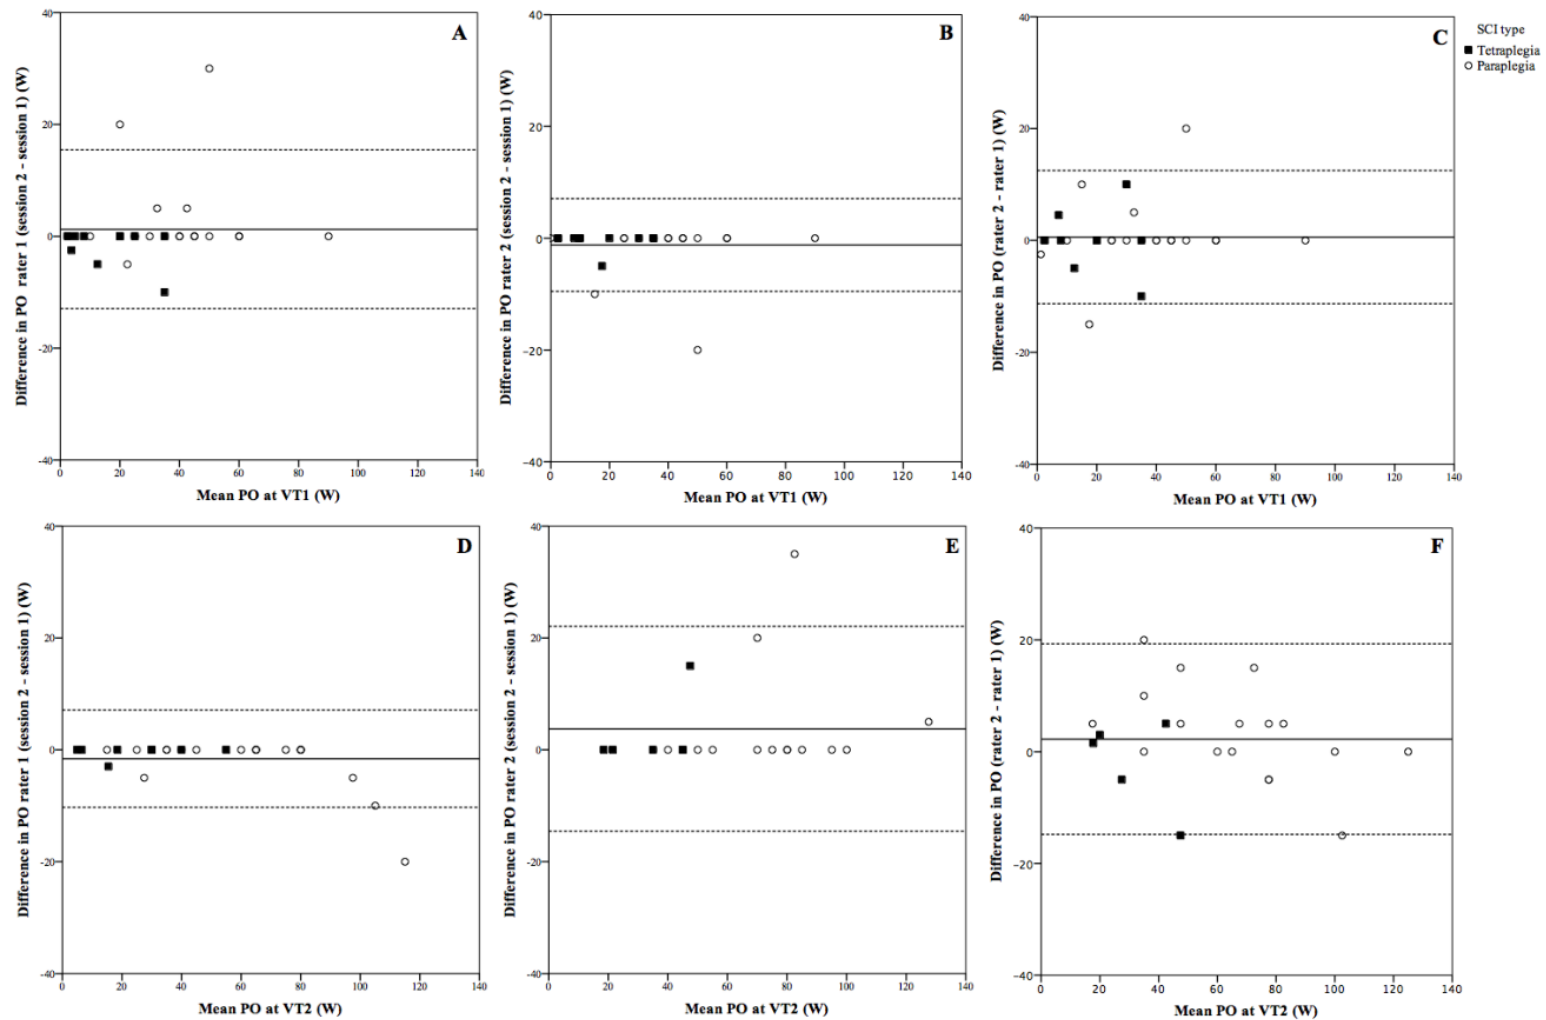 A
Difference in PO  rater 1 (session 2 - session 1) (W)
40
20
0
-20
-40
0 20 40 60 80 100 120 140
Mean PO at VT1 (W)
B
Difference in PO rater 2 (session 2 - session 1) (W)
40
20
0
−20
−40
0 20 40 60 80 100 120 140
Mean PO at VT1 (W)
C
Difference in PO (rater 2 - rater 1) (W)
40
20
0
-20
-40
0 20 40 60 80 100 120 140
Mean PO at VT1 (W)
SCI type
Tetraplegia
Paraplegia
D
Difference in PO rater 1 (session 2 - session 1) (W)
40
20
0
-20
-40
0 20 40 60 80 100 120 140
Mean PO at VT2 (W)
E
Difference in PO rater 2 (session 2 - session 1) (W)
40
20
0
-20
-40
0 20 40 60 80 100 120 140
Mean PO at VT2 (W)
F
Difference in PO (rater 2 - rater 1) (W)
40
20
0
−20
−40
0 20 40 60 80 100 120 140
Mean PO at VT2 (W)